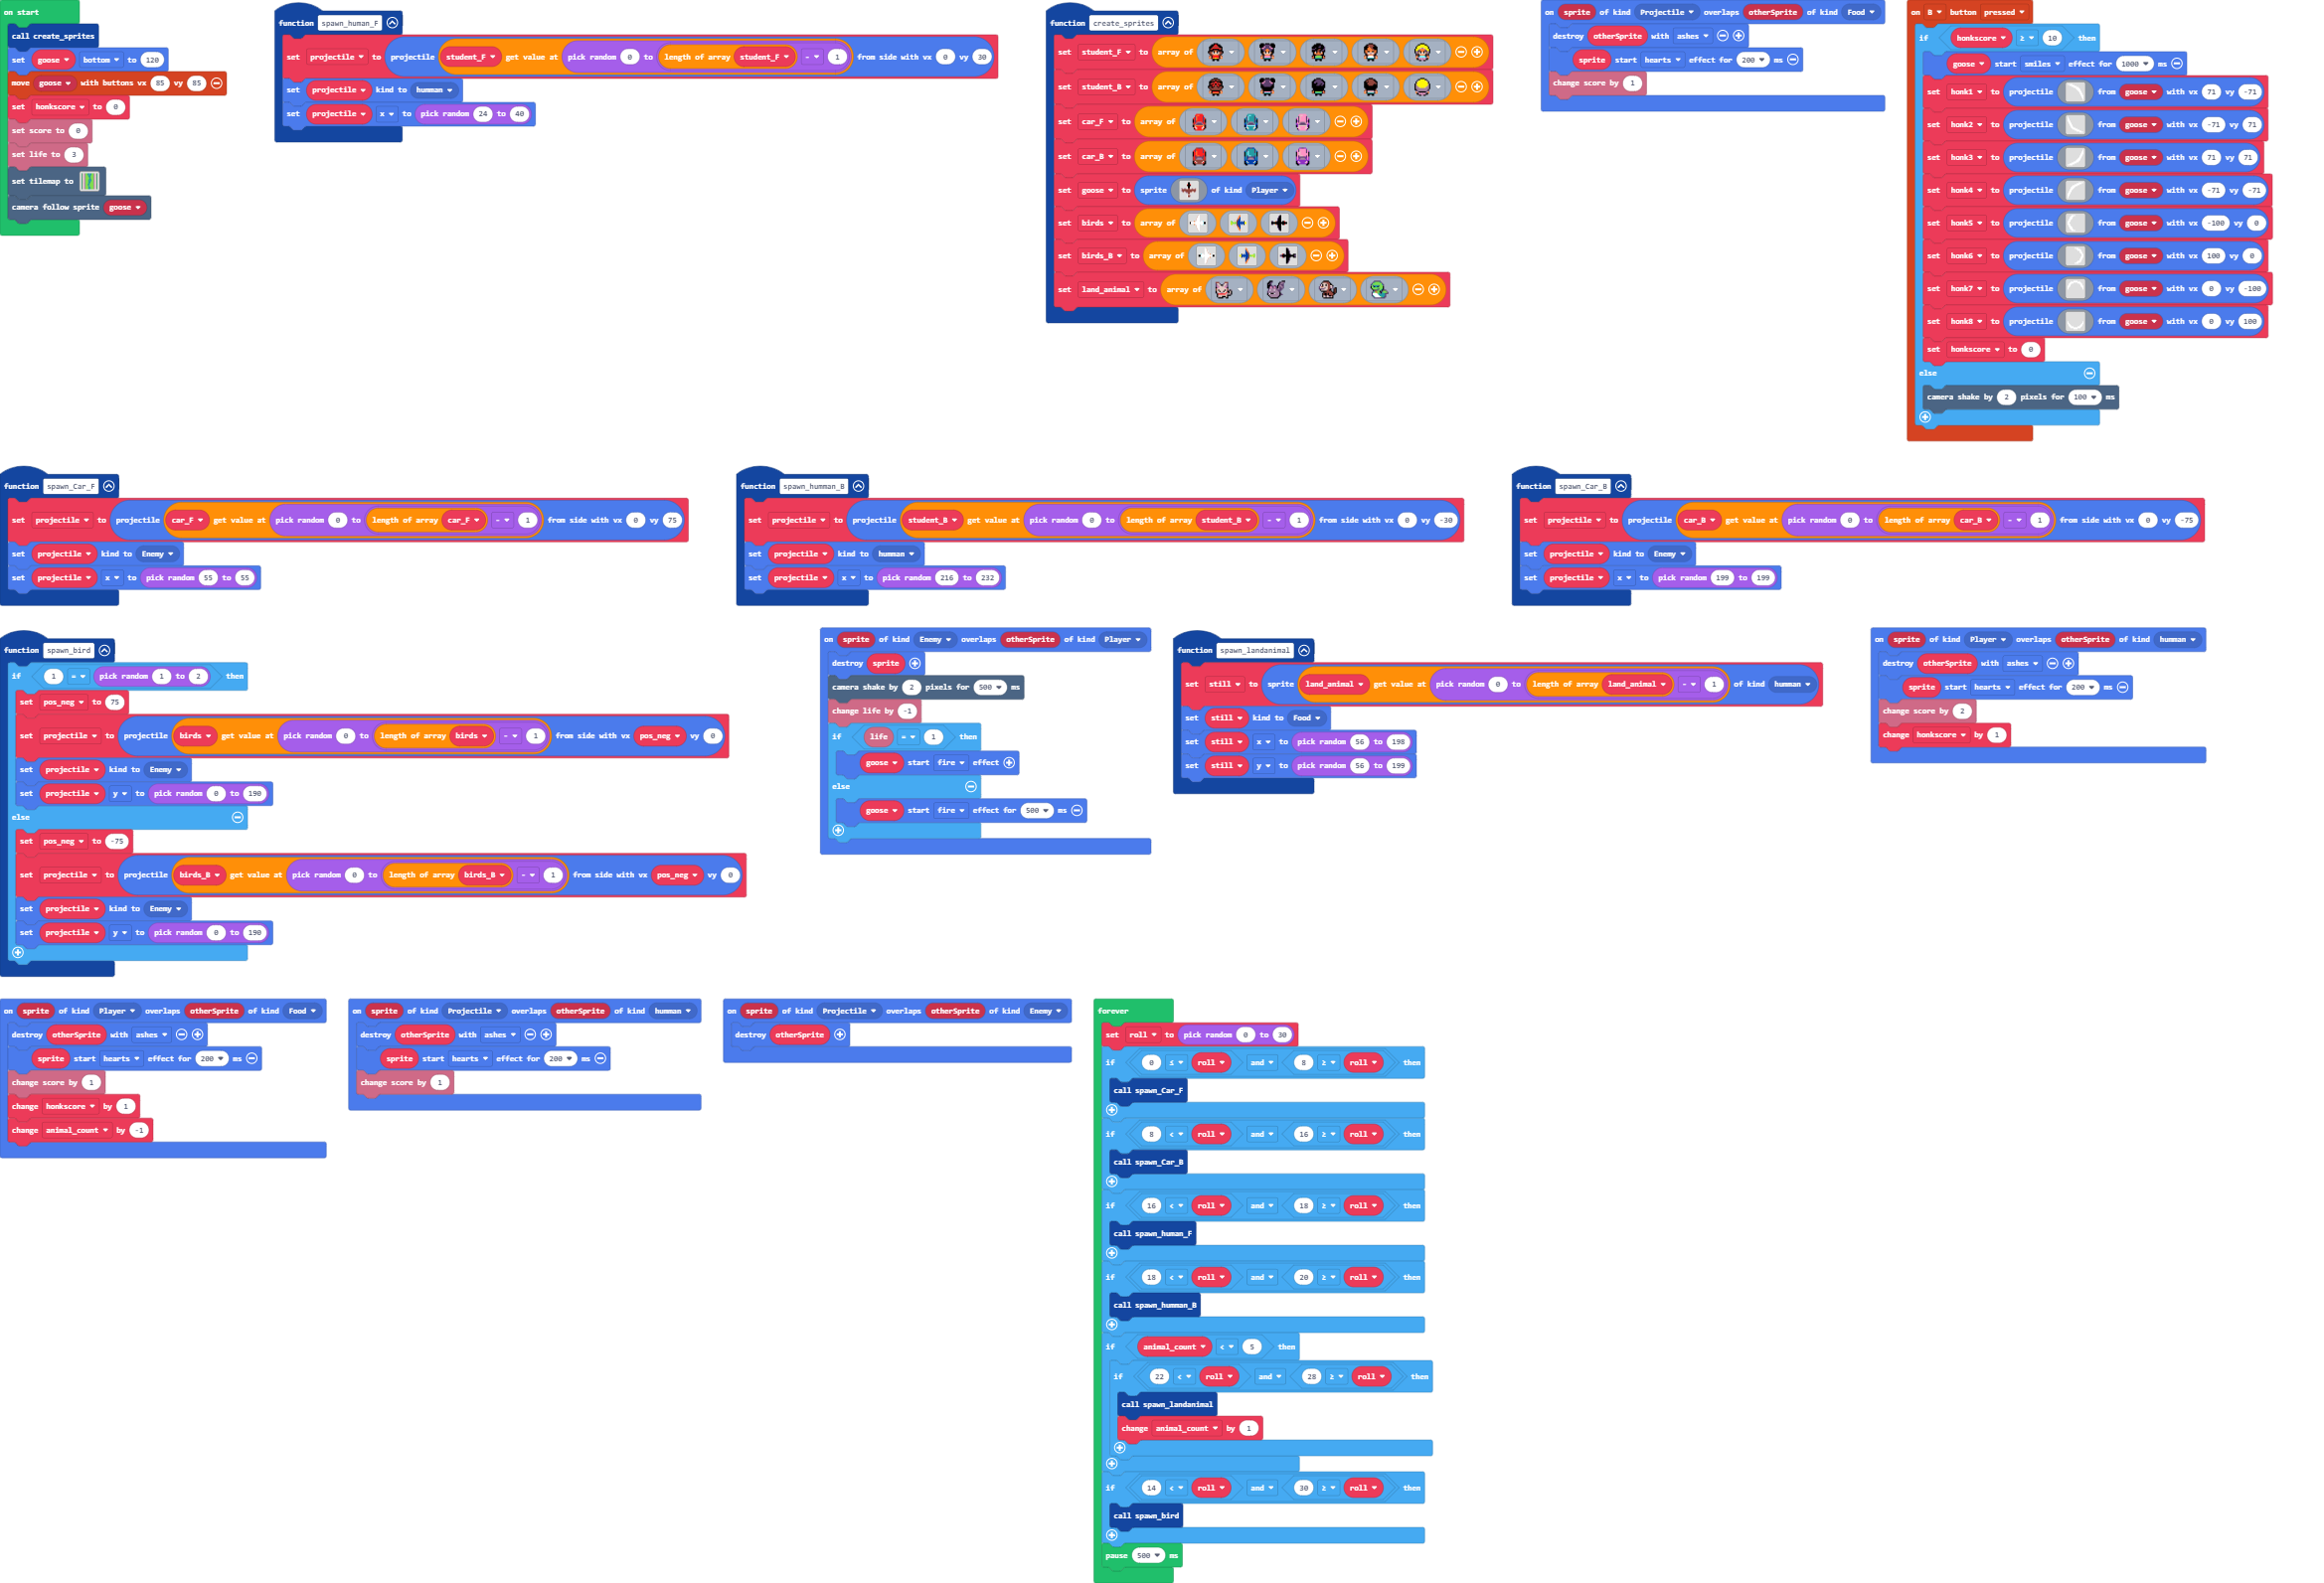 on start
call create_sprites
set goose bottom to 120
move goose with buttons vx 85 vy 85
set honkscore to 0
set score to 0
set life to 3
set tilemap to
camera follow sprite goose
function spawn_human_F
set projectile to projectile student_F get value at pick random 0 to length of array student_F - 1 from side with vx 0 vy 30
set projectile kind to humman
set projectile x to pick random 24 to 40
function create_sprites
set student_F to array of
set student_B to array of
set car_F to array of
set car_B to array of
set goose to sprite of kind Player
set birds to array of
set birds_B to array of
set land_animal to array of
on sprite of kind Projectile overlaps otherSprite of kind Food
destroy otherSprite with ashes
sprite start hearts effect for 200 ms
change score by 1
on B button pressed
if honkscore ≥ 10 then
goose start smiles effect for 1000 ms
set honk1 to projectile from goose with vx 71 vy -71
set honk2 to projectile from goose with vx -71 vy 71
set honk3 to projectile from goose with vx 71 vy 71
set honk4 to projectile from goose with vx -71 vy -71
set honk5 to projectile from goose with vx -100 vy 0
set honk6 to projectile from goose with vx 100 vy 0
set honk7 to projectile from goose with vx 0 vy -100
set honk8 to projectile from goose with vx 0 vy 100
set honkscore to 0
else
camera shake by 2 pixels for 100 ms
function spawn_Car_F
set projectile to projectile car_F get value at pick random 0 to length of array car_F - 1 from side with vx 0 vy 75
set projectile kind to Enemy
set projectile x to pick random 55 to 55
function spawn_humman_B
set projectile to projectile student_B get value at pick random 0 to length of array student_B - 1 from side with vx 0 vy -30
set projectile kind to humman
set projectile x to pick random 216 to 232
function spawn_Car_B
set projectile to projectile car_B get value at pick random 0 to length of array car_B - 1 from side with vx 0 vy -75
set projectile kind to Enemy
set projectile x to pick random 199 to 199
function spawn_bird
if 1 = pick random 1 to 2 then
set pos_neg to 75
set projectile to projectile birds get value at pick random 0 to length of array birds - 1 from side with vx pos_neg vy 0
set projectile kind to Enemy
set projectile y to pick random 0 to 190
else
set pos_neg to -75
set projectile to projectile birds_B get value at pick random 0 to length of array birds_B - 1 from side with vx pos_neg vy 0
set projectile kind to Enemy
set projectile y to pick random 0 to 190
on sprite of kind Enemy overlaps otherSprite of kind Player
destroy sprite
camera shake by 2 pixels for 500 ms
change life by -1
if life = 1 then
goose start fire effect
else
goose start fire effect for 500 ms
function spawn_landanimal
set still to sprite land_animal get value at pick random 0 to length of array land_animal - 1 of kind humman
set still kind to Food
set still x to pick random 56 to 198
set still y to pick random 56 to 199
on sprite of kind Player overlaps otherSprite of kind humman
destroy otherSprite with ashes
sprite start hearts effect for 200 ms
change score by 2
change honkscore by 1
on sprite of kind Player overlaps otherSprite of kind Food
destroy otherSprite with ashes
sprite start hearts effect for 200 ms
change score by 1
change honkscore by 1
change animal_count by -1
on sprite of kind Projectile overlaps otherSprite of kind humman
destroy otherSprite with ashes
sprite start hearts effect for 200 ms
change score by 1
on sprite of kind Projectile overlaps otherSprite of kind Enemy
destroy otherSprite
forever
set roll to pick random 0 to 30
if 0 ≤ roll and 8 ≥ roll then
call spawn_Car_F
if 8 < roll and 16 ≥ roll then
call spawn_Car_B
if 16 < roll and 18 ≥ roll then
call spawn_human_F
if 18 < roll and 20 ≥ roll then
call spawn_humman_B
if animal_count < 5 then
if 22 < roll and 28 ≥ roll then
call spawn_landanimal
change animal_count by 1
if 14 < roll and 30 ≥ roll then
call spawn_bird
pause 500 ms